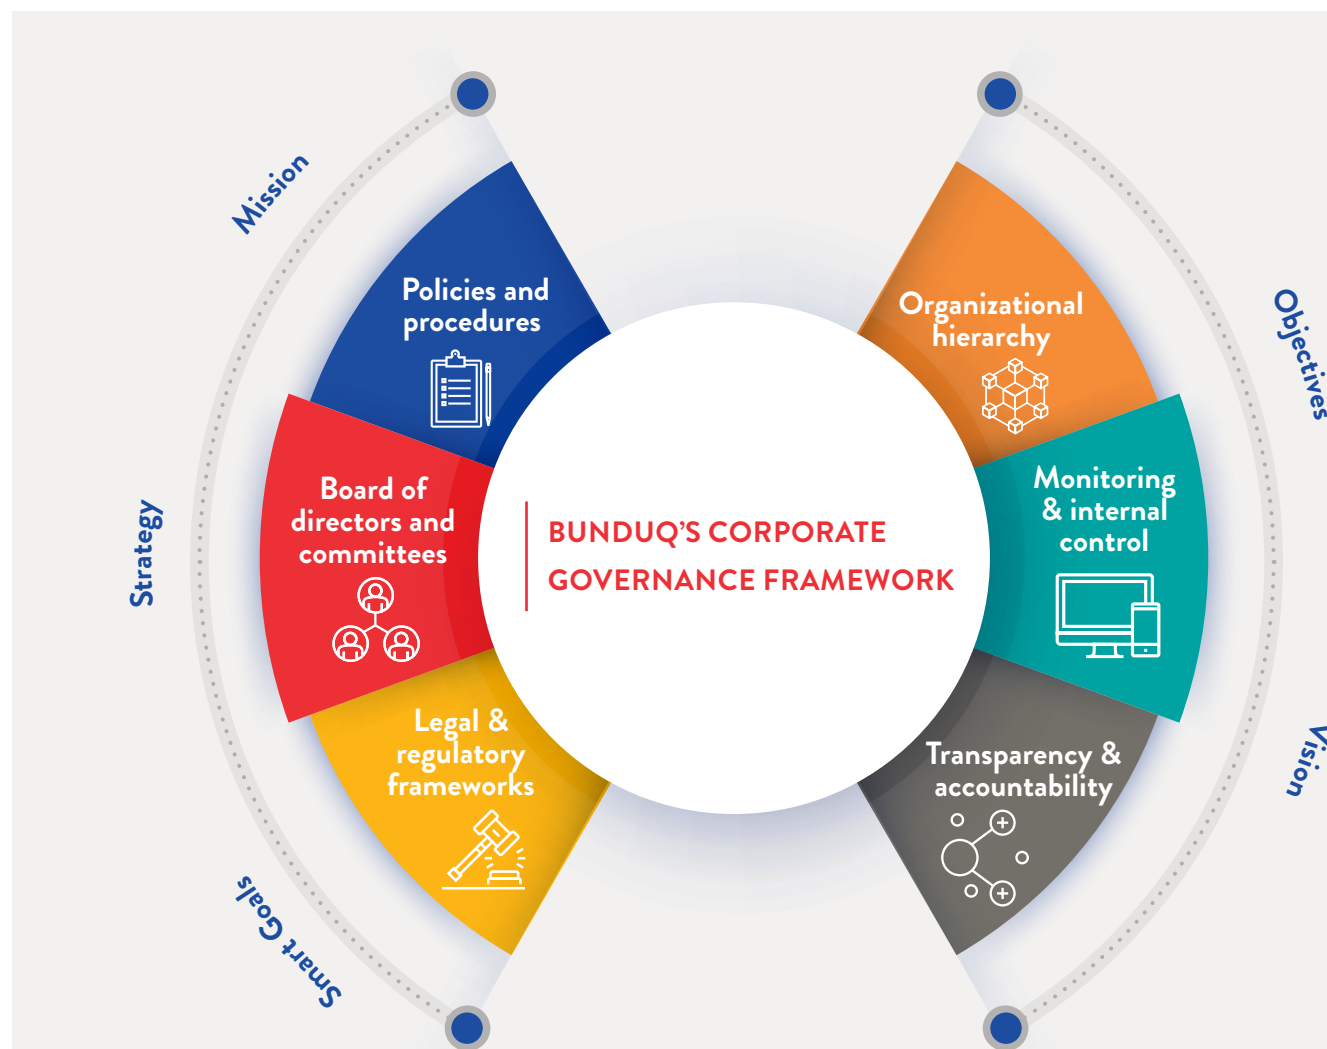 Mission
Strategy
Smart Goals
Policies and
procedures
Board of
directors and
committees
Legal &
regulatory
frameworks
BUNDUQ’S CORPORATE
GOVERNANCE FRAMEWORK
Organizational
hierarchy
Monitoring
& internal
control
Transparency &
accountability
Objectives
Vision